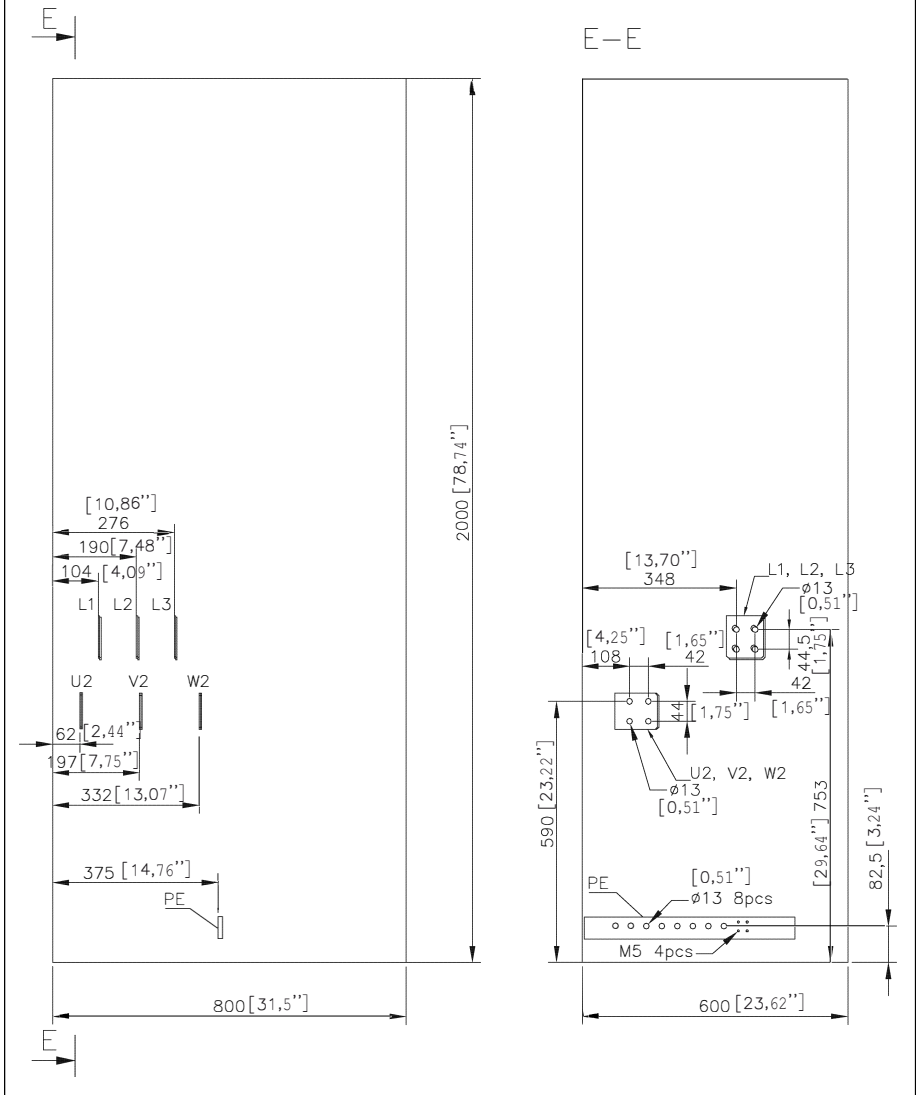 E
E–E
2000 [78,74’’]
[10,86’’]
276
190[7,48’’]
104 [4,09’’]
L1 L2 L3
U2 V2 W2
62 [2,44’’]
197[7,75’’]
332[13,07’’]
375 [14,76’’]
PE
800[31,5’’]
E
[13,70’’]
348
L1, L2, L3
ø13
[0,51’’]
[4,25’’]
108
[1,65’’]
42
44,5
[1,75’’]
42
[1,65’’]
44
[1,75’’]
U2, V2, W2
ø13
[0,51’’]
590 [23,22’’]
[29,64’’] 753
82,5 [3,24’’]
[0,51’’]
PE
ø13 8pcs
M5 4pcs
600 [23,62’’]